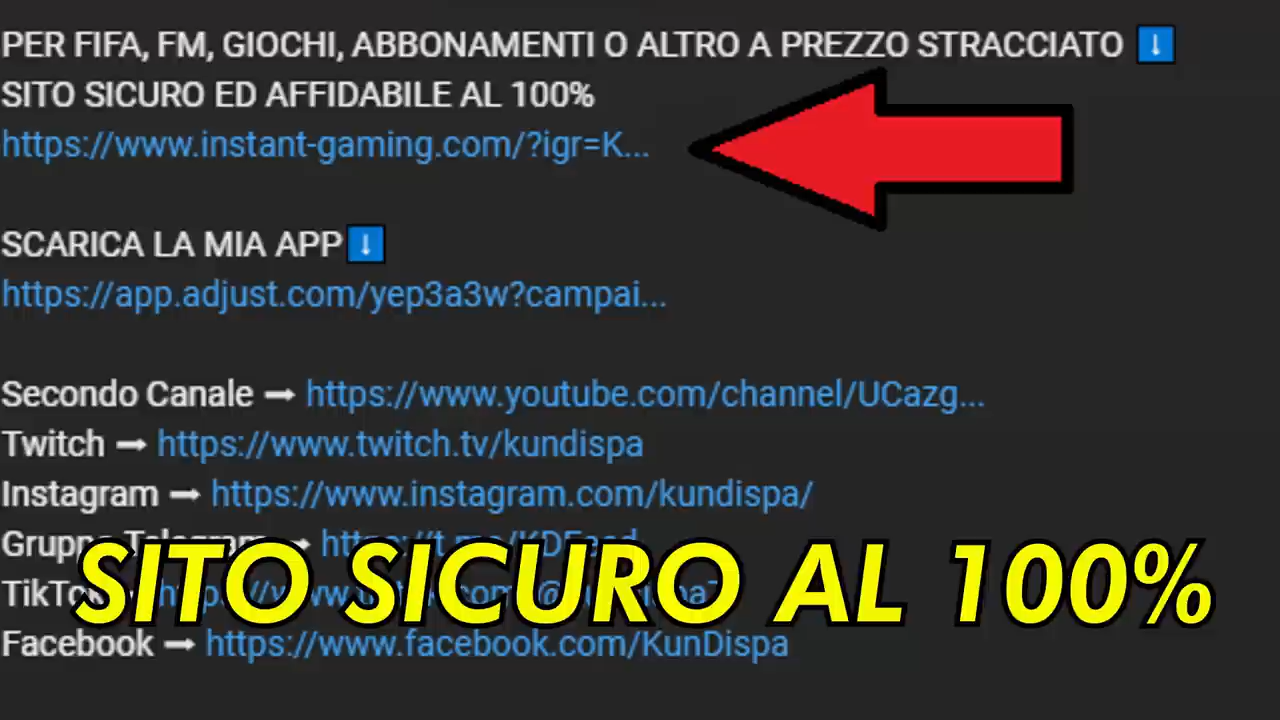 PER FIFA, FM, GIOCHI, ABBONAMENTI O ALTRO A PREZZO STRACCIATO ⬇
SITO SICURO ED AFFIDABILE AL 100%
https://www.instant-gaming.com/?igr=K...
SCARICA LA MIA APP⬇
https://app.adjust.com/yep3a3w?campai...
Secondo Canale ➞ https://www.youtube.com/channel/UCazg...
Twitch ➞ https://www.twitch.tv/kundispa
Instagram ➞ https://www.instagram.com/kundispa/
Gruppo Telegram ➞
SITO SICURO AL 100%
TikTok
Facebook ➞ https://www.facebook.com/KunDispa